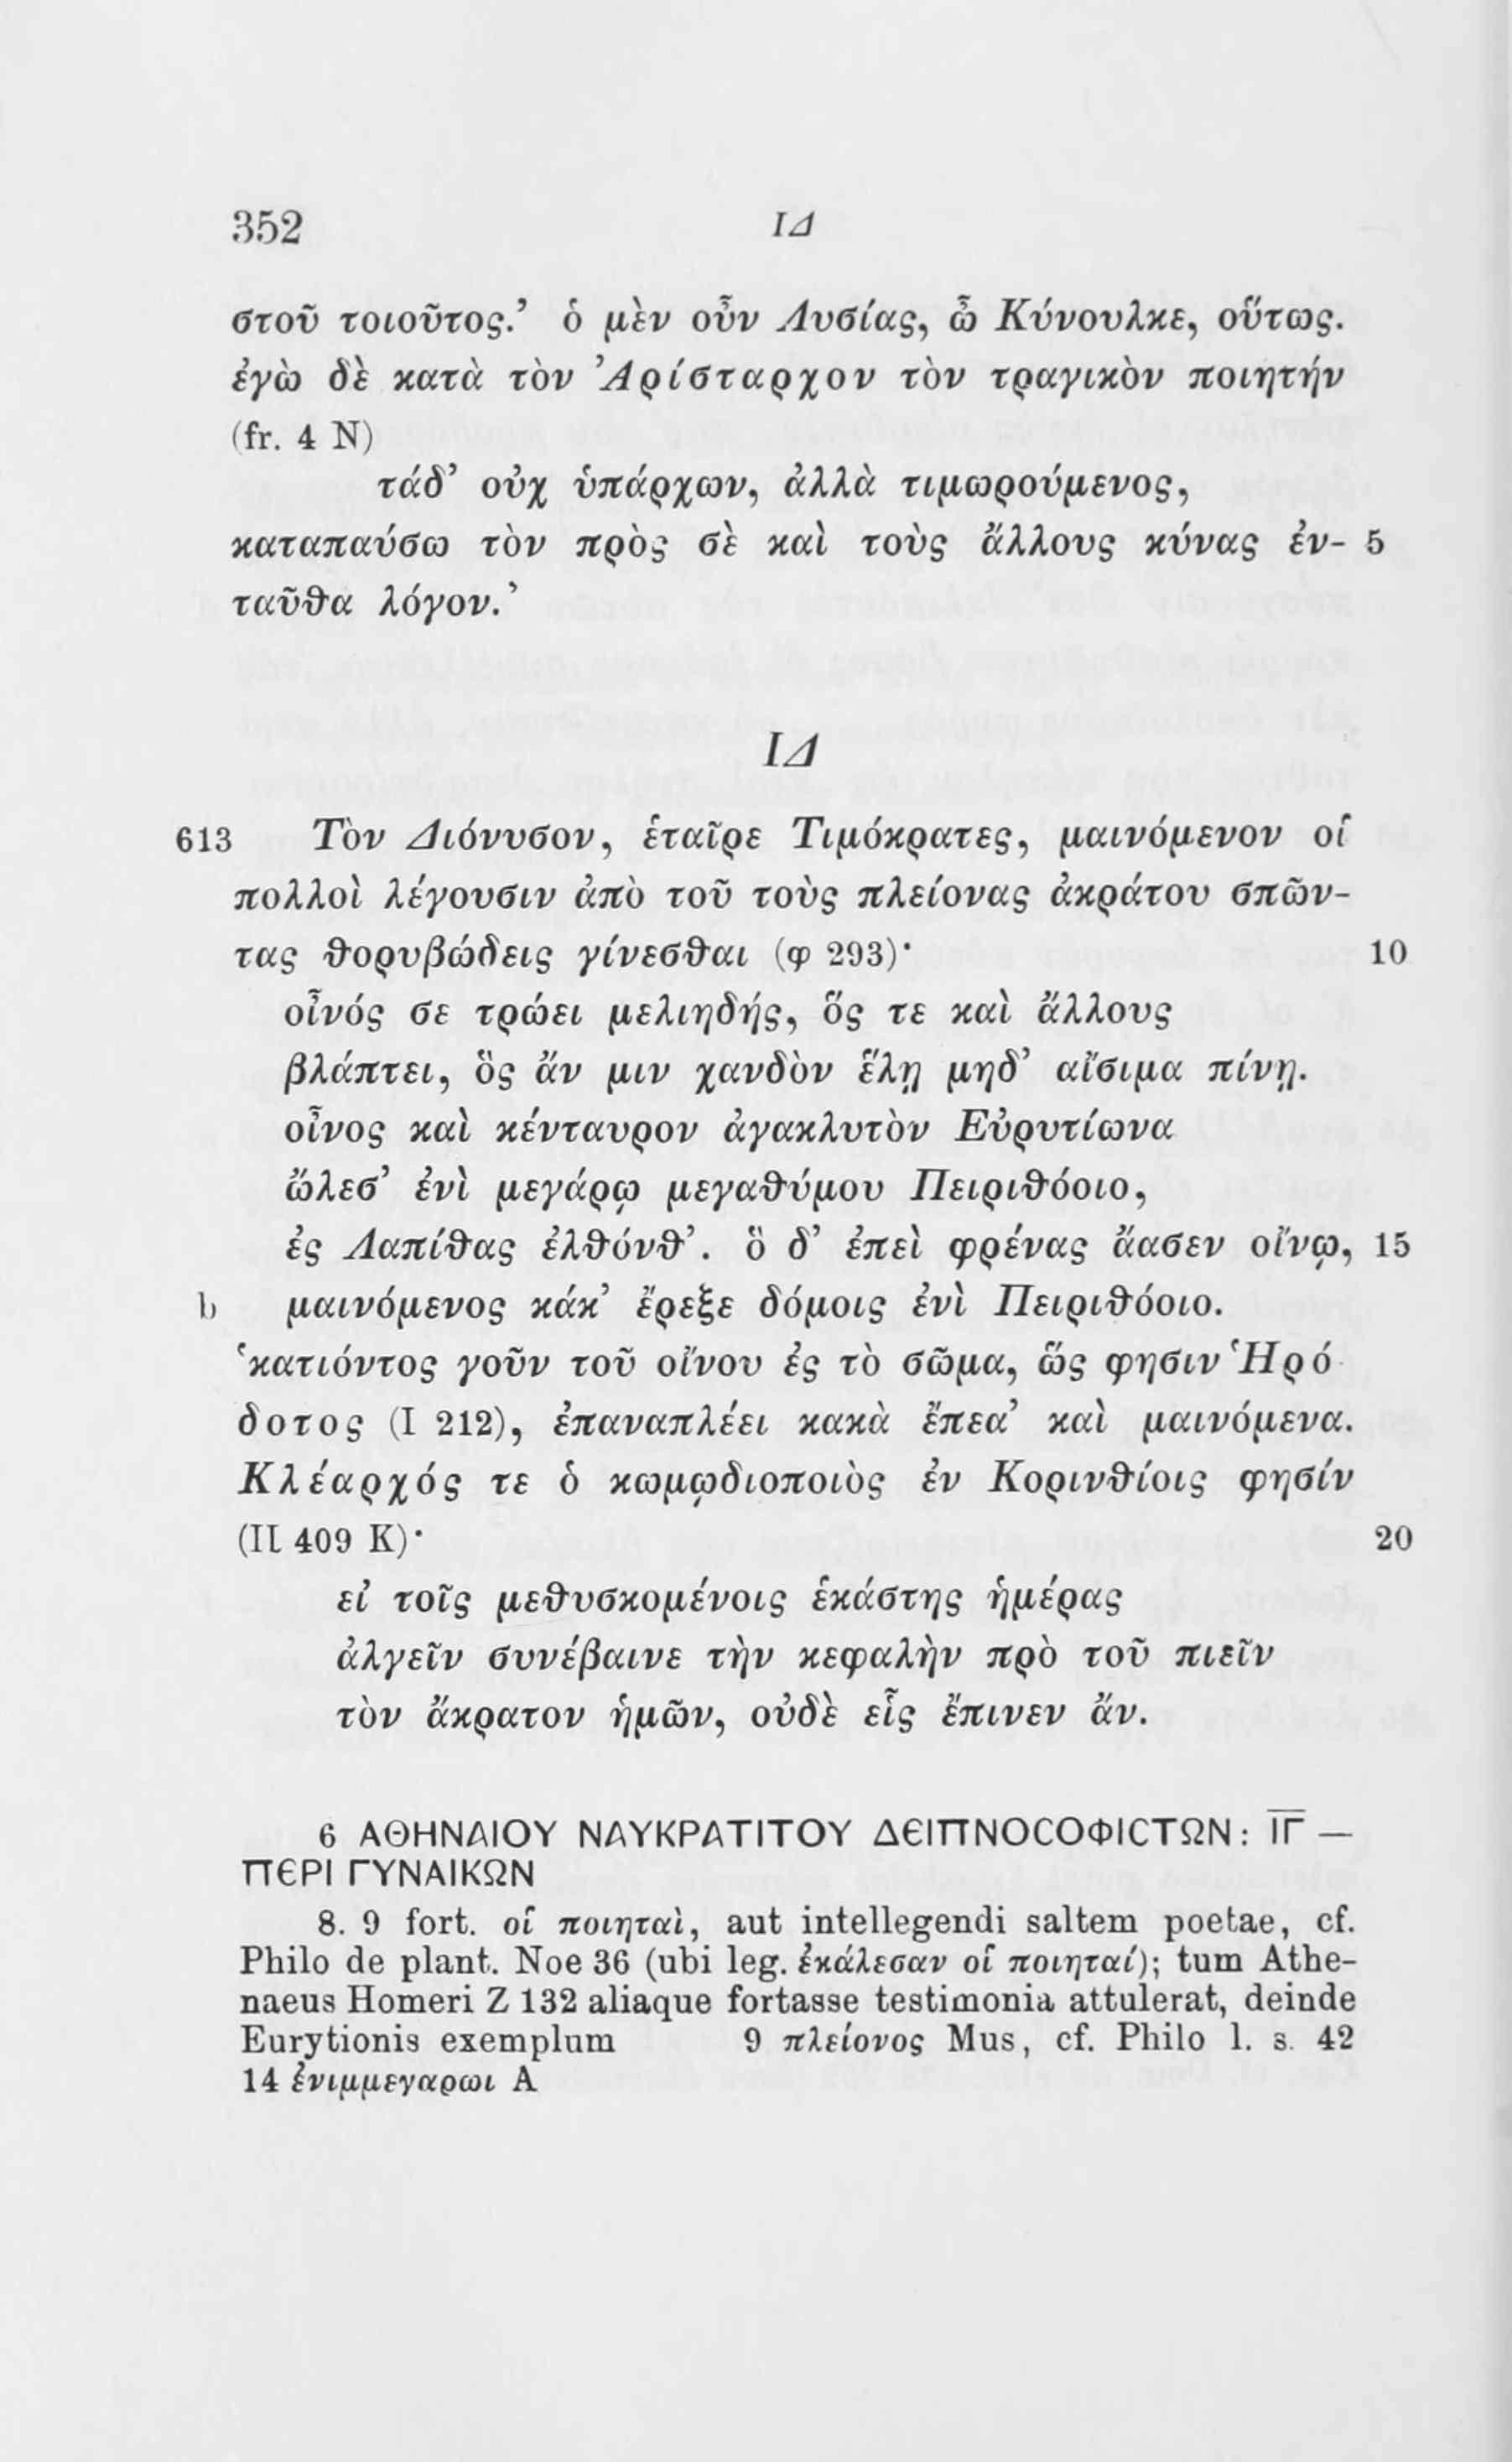 352 ΙΔ
στοῦ τοιοῦτος.’ ὁ μὲν οὖν Λυσίας, ὦ Κύνουλκε, οὕτως.
ἐγὼ δὲ κατὰ τὸν Ἀρίσταρχον τὸν τραγικὸν ποιητήν
(fr. 4 N)
τάδ’ οὐχ ὑπάρχων, ἀλλὰ τιμωρούμενος,
καταπαύσω τὸν πρὸς σὲ καὶ τοὺς ἄλλους κύνας ἐν- 5
ταῦθα λόγον.’
ΙΔ
613 Τὸν Διόνυσον, ἑταῖρε Τιμόκρατες, μαινόμενον οἱ
πολλοὶ λέγουσιν ἀπὸ τοῦ τοὺς πλείονας ἀκράτου σπῶν-
τας θορυβώδεις γίνεσθαι (φ 293)· 10
οἶνός σε τρώει μελιηδής, ὅς τε καὶ ἄλλους
βλάπτει, ὃς ἄν μιν χανδὸν ἕλῃ μηδ’ αἴσιμα πίνῃ.
οἶνος καὶ κένταυρον ἀγακλυτὸν Εὐρυτίωνα
ὤλεσ’ ἐνὶ μεγάρῳ μεγαθύμου Πειριθόοιο,
ἐς Λαπίθας ἐλθόνθ’. ὃ δ’ ἐπεὶ φρένας ἄασεν οἴνῳ, 15
b μαινόμενος κάκ’ ἔρεξε δόμοις ἐνὶ Πειριθόοιο.
‘κατιόντος γοῦν τοῦ οἴνου ἐς τὸ σῶμα, ὥς φησιν Ἡρό-
δοτος (I 212), ἐπαναπλέει κακὰ ἔπεα’ καὶ μαινόμενα.
Κλέαρχός τε ὁ κωμῳδιοποιὸς ἐν Κορινθίοις φησίν
(II 409 K)· 20
εἰ τοῖς μεθυσκομένοις ἑκάστης ἡμέρας
ἀλγεῖν συνέβαινε τὴν κεφαλὴν πρὸ τοῦ πιεῖν
τὸν ἄκρατον ἡμῶν, οὐδὲ εἷς ἔπινεν ἄν.
6 ΑΘΗΝΑΙΟΥ ΝΑΥΚΡΑΤΙΤΟΥ ΔΕΙΠΝΟϹΟΦΙϹΤΩΝ: Ι̅Γ̅ —
ΠΕΡΙ ΓΥΝΑΙΚΩΝ
8. 9 fort. οἱ ποιηταὶ, aut intellegendi saltem poetae, cf.
Philo de plant. Noe 36 (ubi leg. ἐκάλεσαν οἱ ποιηταί); tum Athe-
naeus Homeri Z 132 aliaque fortasse testimonia attulerat, deinde
Eurytionis exemplum 9 πλείονος Mus, cf. Philo l. s. 42
14 ἐνιμμεγαρωι A